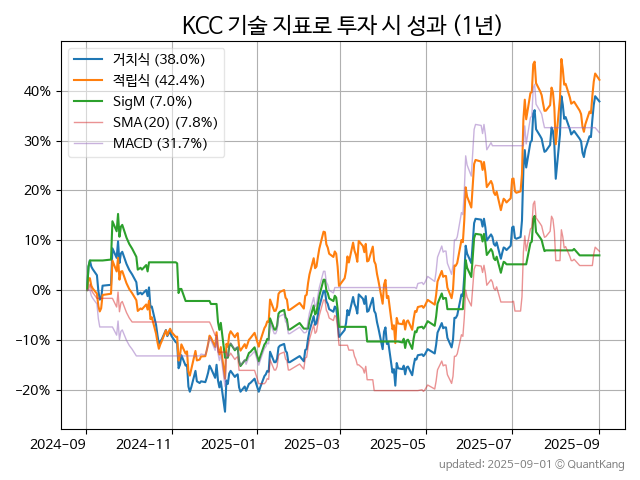 KCC 기술 지표로 투자 시 성과 (1년)
거치식 (38.0%)
적립식 (42.4%)
SigM (7.0%)
SMA(20) (7.8%)
MACD (31.7%)
40%
30%
20%
10%
0%
−10%
−20%
2024-09 2024-11 2025-01 2025-03 2025-05 2025-07 2025-09
updated: 2025-09-01 © QuantKang